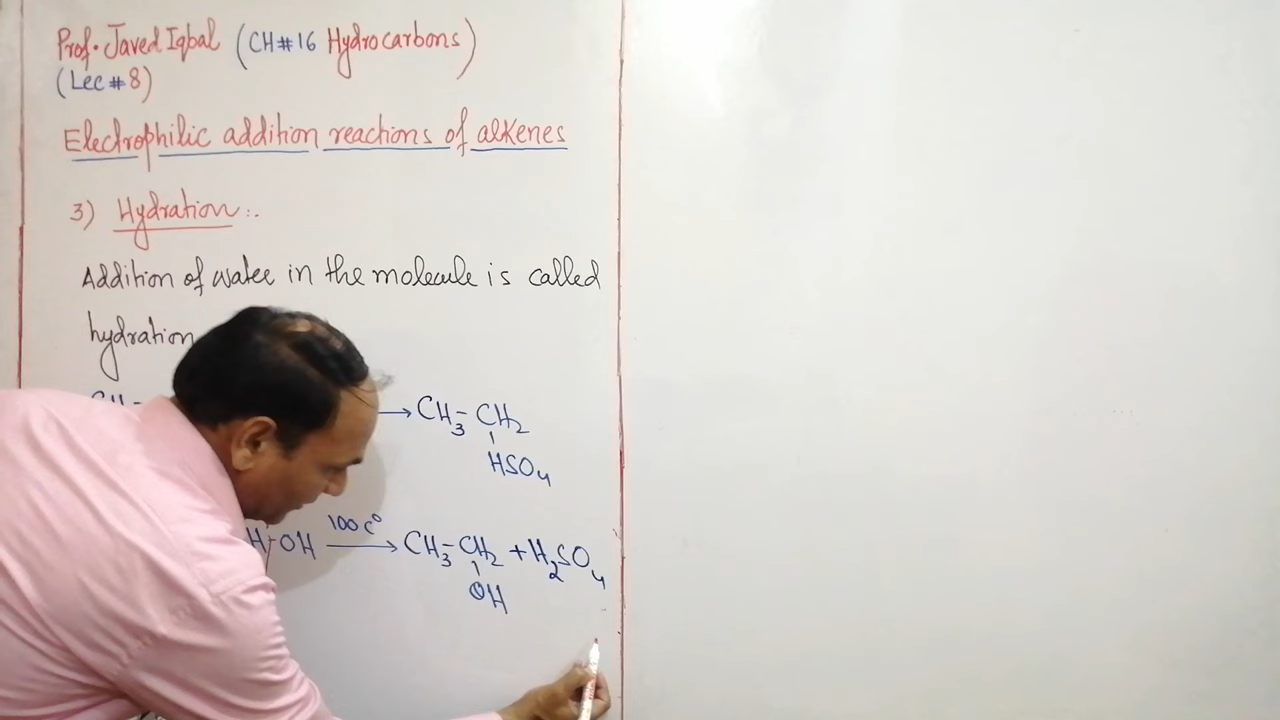 Prof. Javed Iqbal (CH#16 Hydrocarbons)
(Lec#8)
Electrophilic addition reactions of alkenes
3) Hydration:-
Addition of water in the molecule is called
hydration
→ CH3-CH2
HSO4
H-OH 100 C° → CH3-CH2 + H2SO4
OH